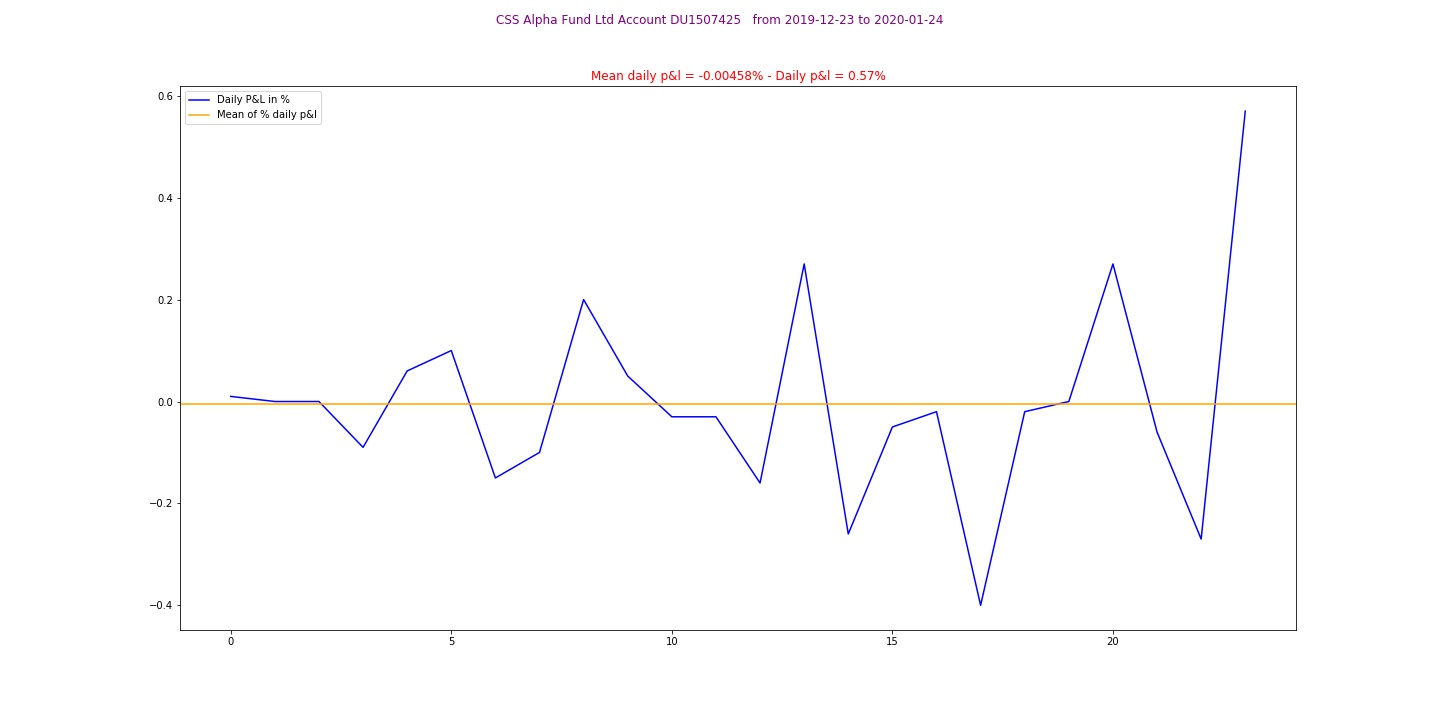 CSS Alpha Fund Ltd Account DU1507425   from 2019-12-23 to 2020-01-24
Mean daily p&l = -0.00458% - Daily p&l = 0.57%
Daily P&L in %
Mean of % daily p&l
0.6
0.4
0.2
0.0
−0.2
−0.4
0 5 10 15 20